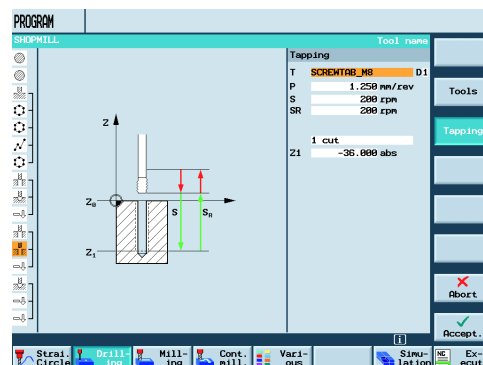 PROGRAM
SHOPMILL Tool name
Tapping
T SCREWTAB_M8 D1
P 1.250 mm/rev
S 200 rpm
SR 200 rpm
1 cut
Z1 -36.000 abs
Z
Z0
S SR
Z1
Tools
Tapping
Abort
Accept.
i
Strai. Circle
Drill- ing
Mill- ing
Cont. mill.
Vari- ous
Simu- lation
NC Ex- ecut